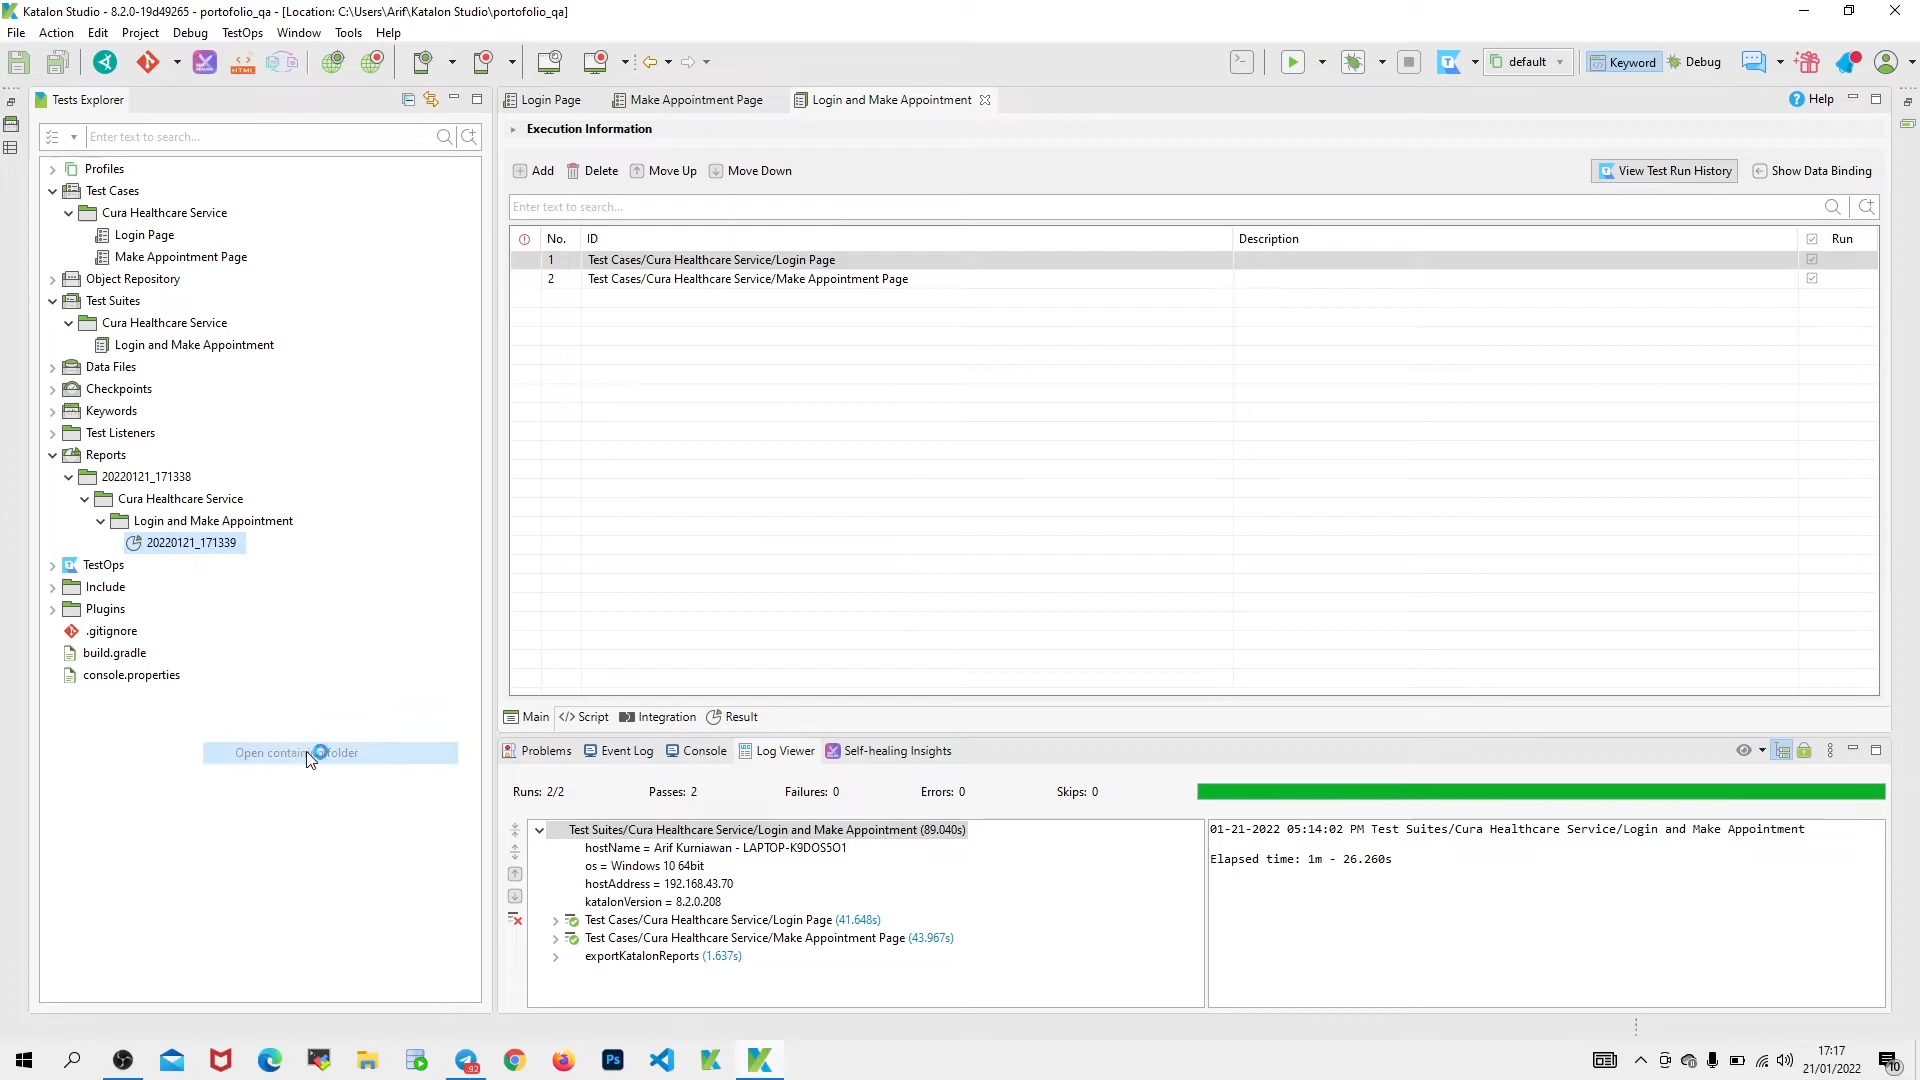 Katalon Studio - 8.2.0-19d49265 - portofolio_qa - [Location: C:\Users\Arif\Katalon Studio\portofolio_qa]
File Action Edit Project Debug TestOps Window Tools Help
HTML
default
Keyword
Debug
Tests Explorer
Login Page
Make Appointment Page
Login and Make Appointment
Help
Enter text to search...
Execution Information
Add
Delete
Move Up
Move Down
View Test Run History
Show Data Binding
Enter text to search...
No. ID Description Run
1 Test Cases/Cura Healthcare Service/Login Page
2 Test Cases/Cura Healthcare Service/Make Appointment Page
Profiles
Test Cases
Cura Healthcare Service
Login Page
Make Appointment Page
Object Repository
Test Suites
Cura Healthcare Service
Login and Make Appointment
Data Files
Checkpoints
Keywords
Test Listeners
Reports
20220121_171338
Cura Healthcare Service
Login and Make Appointment
20220121_171339
TestOps
Include
Plugins
.gitignore
build.gradle
console.properties
Open folder
Main
Script
Integration
Result
Problems
Event Log
Console
Log Viewer
Self-healing Insights
Runs: 2/2
Passes: 2
Failures: 0
Errors: 0
Skips: 0
Test Suites/Cura Healthcare Service/Login and Make Appointment (89.040s)
hostName = Arif Kurniawan - LAPTOP-K9DOS5O1
os = Windows 10 64bit
hostAddress = 192.168.43.70
katalonVersion = 8.2.0.208
Test Cases/Cura Healthcare Service/Login Page (41.648s)
Test Cases/Cura Healthcare Service/Make Appointment Page (43.967s)
exportKatalonReports (1.637s)
01-21-2022 05:14:02 PM Test Suites/Cura Healthcare Service/Login and Make Appointment
Elapsed time: 1m - 26.260s
92
Ps
17:17
21/01/2022
10